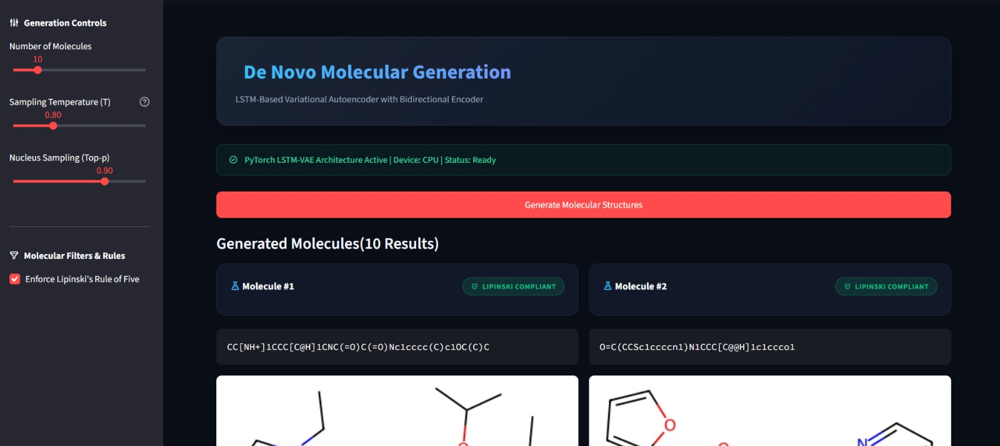 Generation Controls
Number of Molecules
10
Sampling Temperature (T)
0.80
Nucleus Sampling (Top-p)
0.90
Molecular Filters & Rules
Enforce Lipinski's Rule of Five
De Novo Molecular Generation
LSTM-Based Variational Autoencoder with Bidirectional Encoder
PyTorch LSTM-VAE Architecture Active | Device: CPU | Status: Ready
Generate Molecular Structures
Generated Molecules(10 Results)
Molecule #1
LIPINSKI COMPLIANT
CC[NH+]1CCC[C@H]1CNC(=O)C(=O)Nc1cccc(C)c1OC(C)C
Molecule #2
LIPINSKI COMPLIANT
O=C(CCSc1ccccn1)N1CCC[C@@H]1c1ccco1
O
N